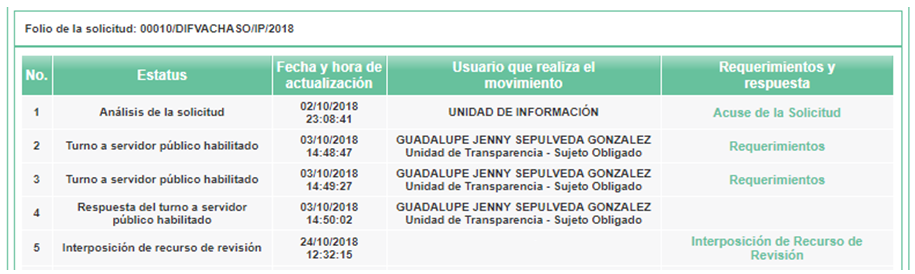 Folio de la solicitud: 00010/DIFVACHASO/IP/2018
No. Estatus Fecha y hora de actualización Usuario que realiza el movimiento Requerimientos y respuesta
1 Análisis de la solicitud 02/10/2018 23:08:41 UNIDAD DE INFORMACIÓN Acuse de la Solicitud
2 Turno a servidor público habilitado 03/10/2018 14:48:47 GUADALUPE JENNY SEPULVEDA GONZALEZ Unidad de Transparencia - Sujeto Obligado Requerimientos
3 Turno a servidor público habilitado 03/10/2018 14:49:27 GUADALUPE JENNY SEPULVEDA GONZALEZ Unidad de Transparencia - Sujeto Obligado Requerimientos
4 Respuesta del turno a servidor público habilitado 03/10/2018 14:50:02 GUADALUPE JENNY SEPULVEDA GONZALEZ Unidad de Transparencia - Sujeto Obligado
5 Interposición de recurso de revisión 24/10/2018 12:32:15 Interposición de Recurso de Revisión